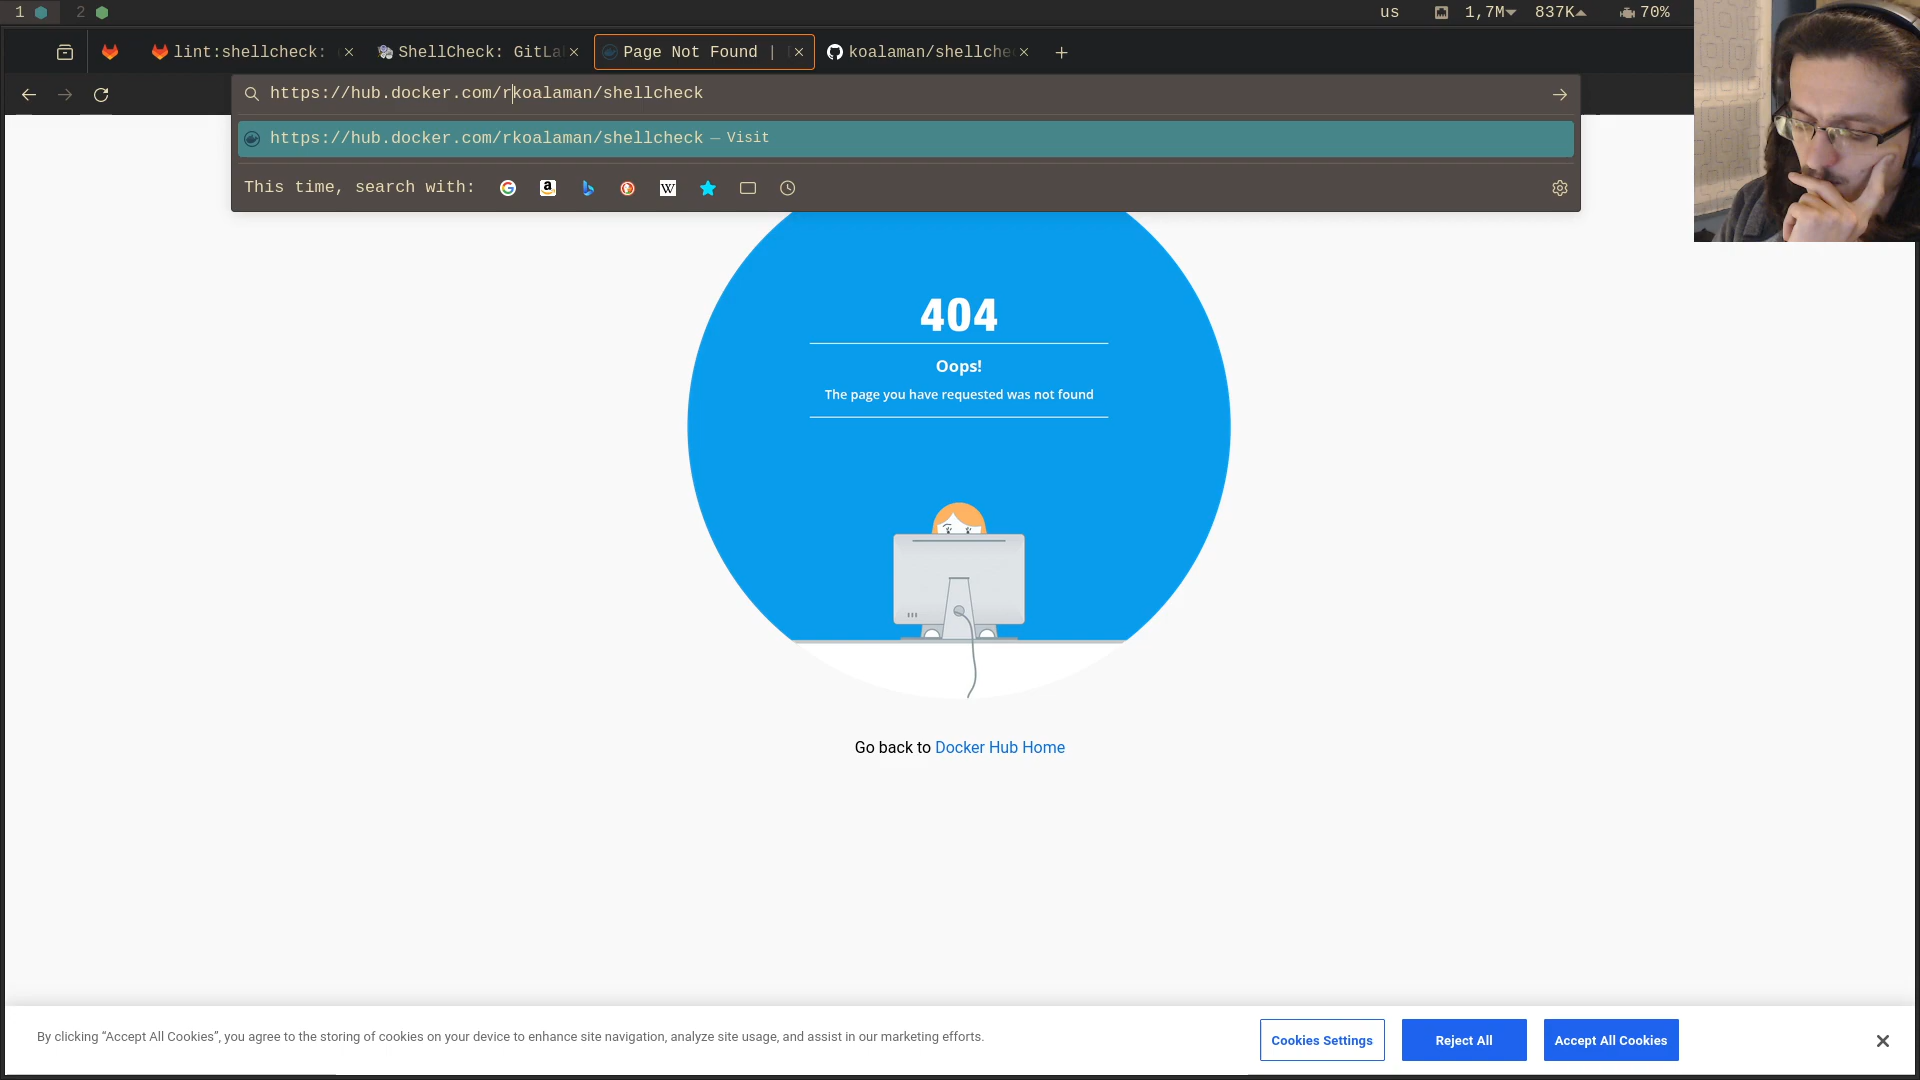 1 2 us 1,7M 837K 70%
lint:shellcheck: ShellCheck: GitLa Page Not Found | koalaman/shellche
https://hub.docker.com/rkoalaman/shellcheck
https://hub.docker.com/rkoalaman/shellcheck — Visit
This time, search with:
404
Oops!
The page you have requested was not found
Go back to Docker Hub Home
By clicking “Accept All Cookies”, you agree to the storing of cookies on your device to enhance site navigation, analyze site usage, and assist in our marketing efforts.
Cookies Settings Reject All Accept All Cookies